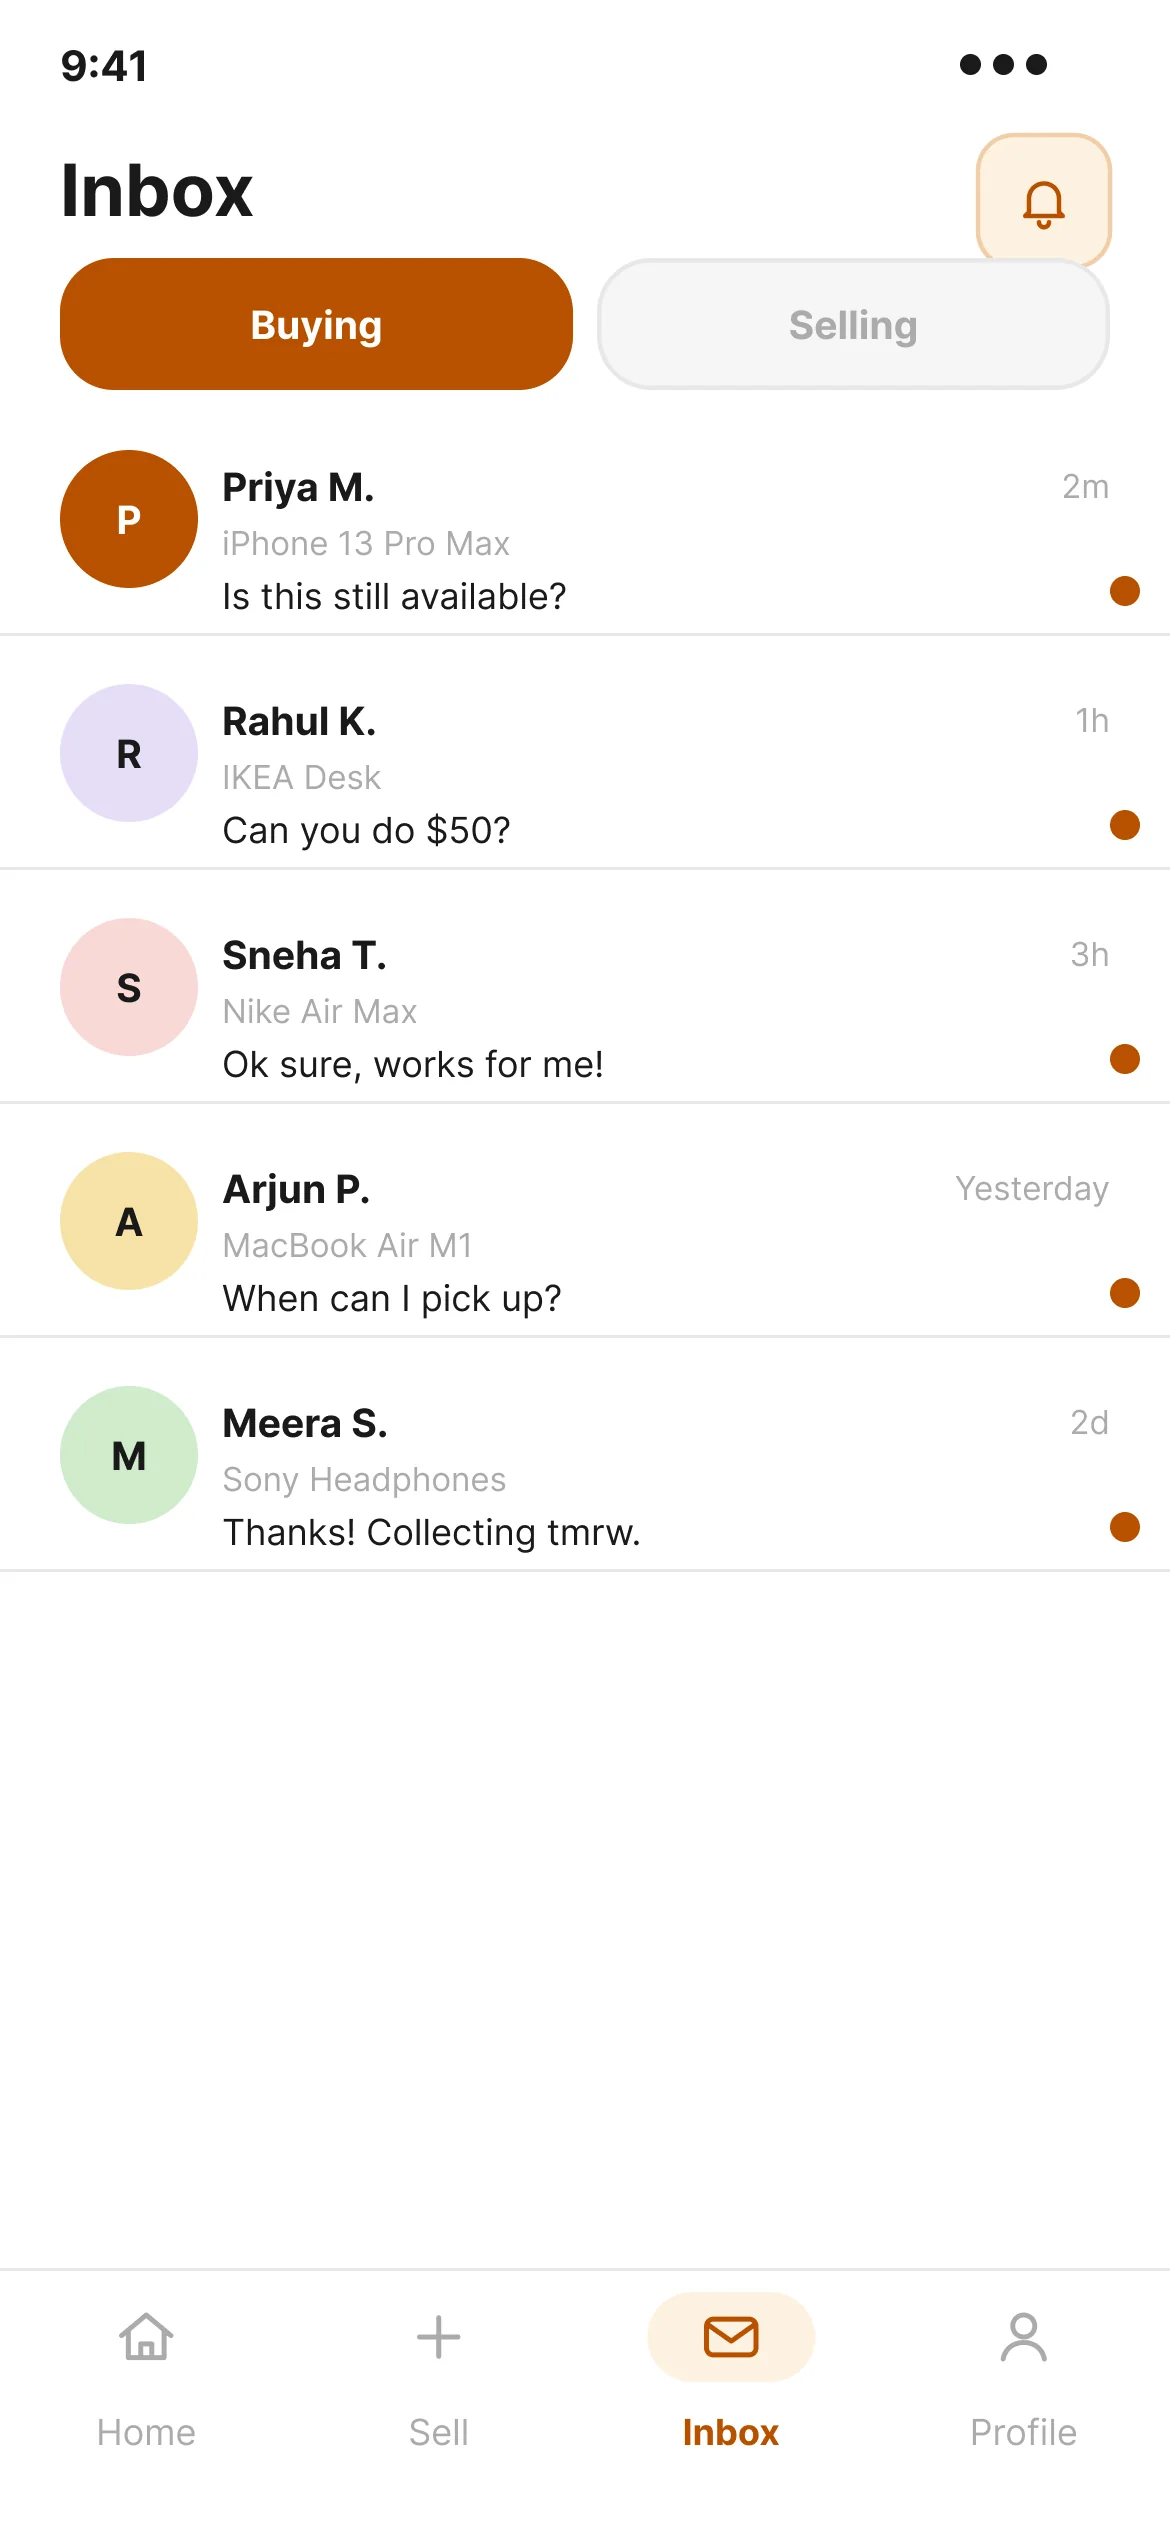 9:41
Inbox
Buying
Selling
P
Priya M.
2m
iPhone 13 Pro Max
Is this still available?
R
Rahul K.
1h
IKEA Desk
Can you do $50?
S
Sneha T.
3h
Nike Air Max
Ok sure, works for me!
A
Arjun P.
Yesterday
MacBook Air M1
When can I pick up?
M
Meera S.
2d
Sony Headphones
Thanks! Collecting tmrw.
Home
Sell
Inbox
Profile